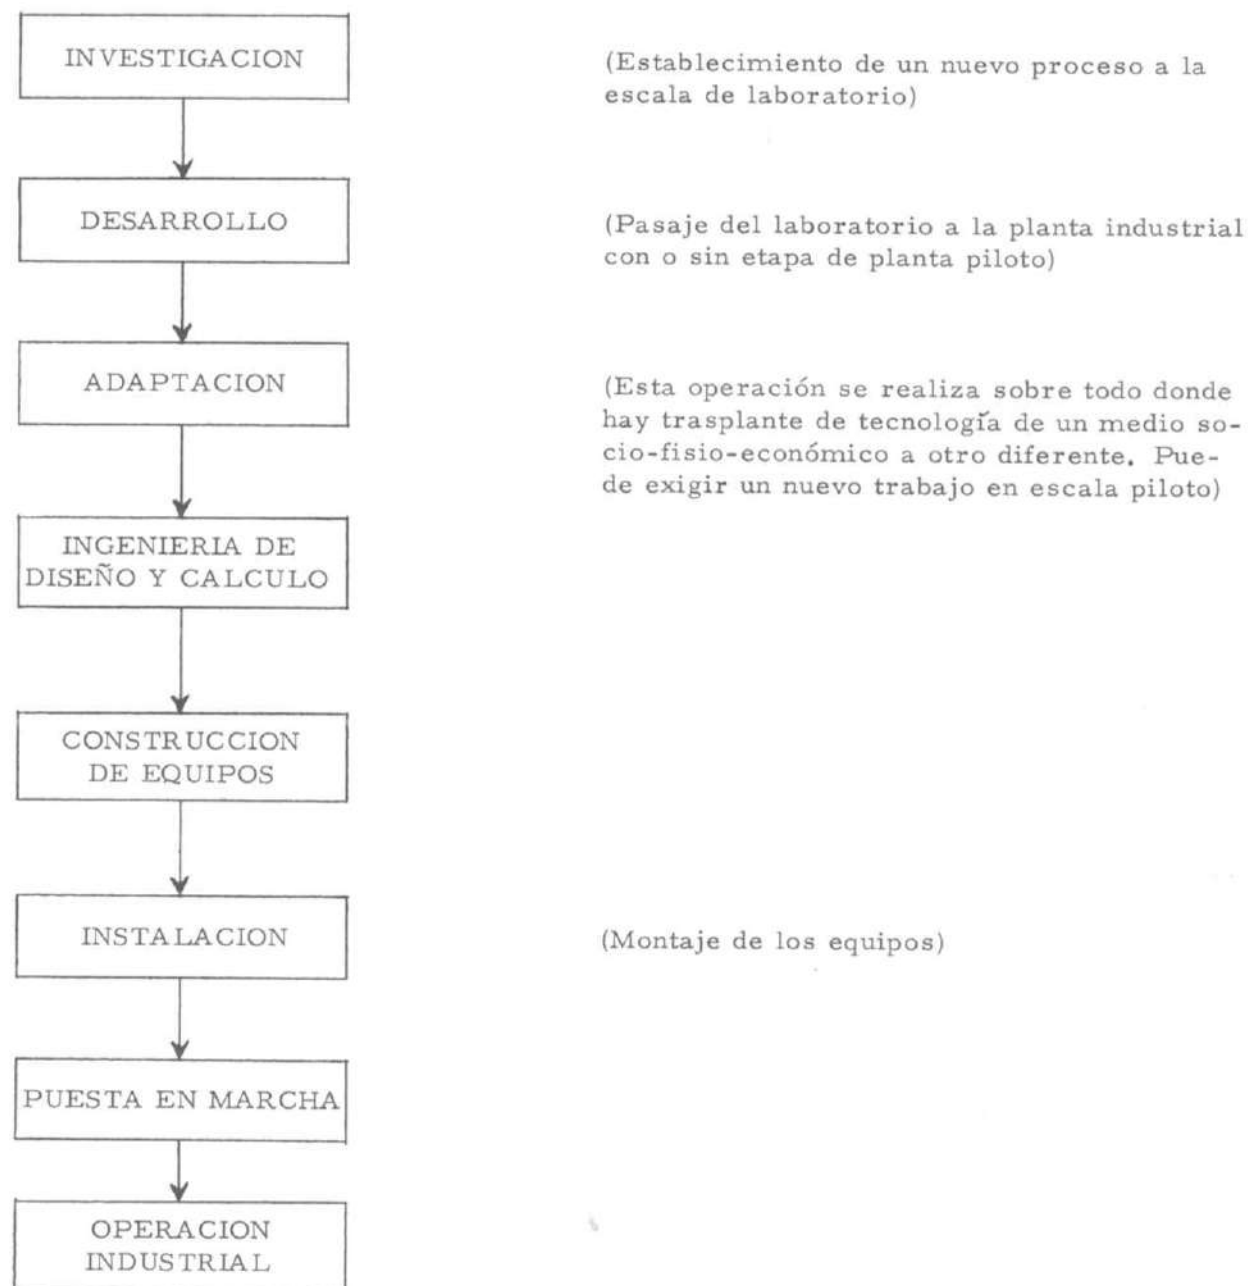 INVESTIGACION
(Establecimiento de un nuevo proceso a la
escala de laboratorio)
DESARROLLO
(Pasaje del laboratorio a la planta industrial
con o sin etapa de planta piloto)
ADAPTACION
(Esta operación se realiza sobre todo donde
hay trasplante de tecnología de un medio so-
cio-fisio-económico a otro diferente. Pue-
de exigir un nuevo trabajo en escala piloto)
INGENIERIA DE
DISEÑO Y CALCULO
CONSTRUCCION
DE EQUIPOS
INSTALACION
(Montaje de los equipos)
PUESTA EN MARCHA
OPERACION
INDUSTRIAL